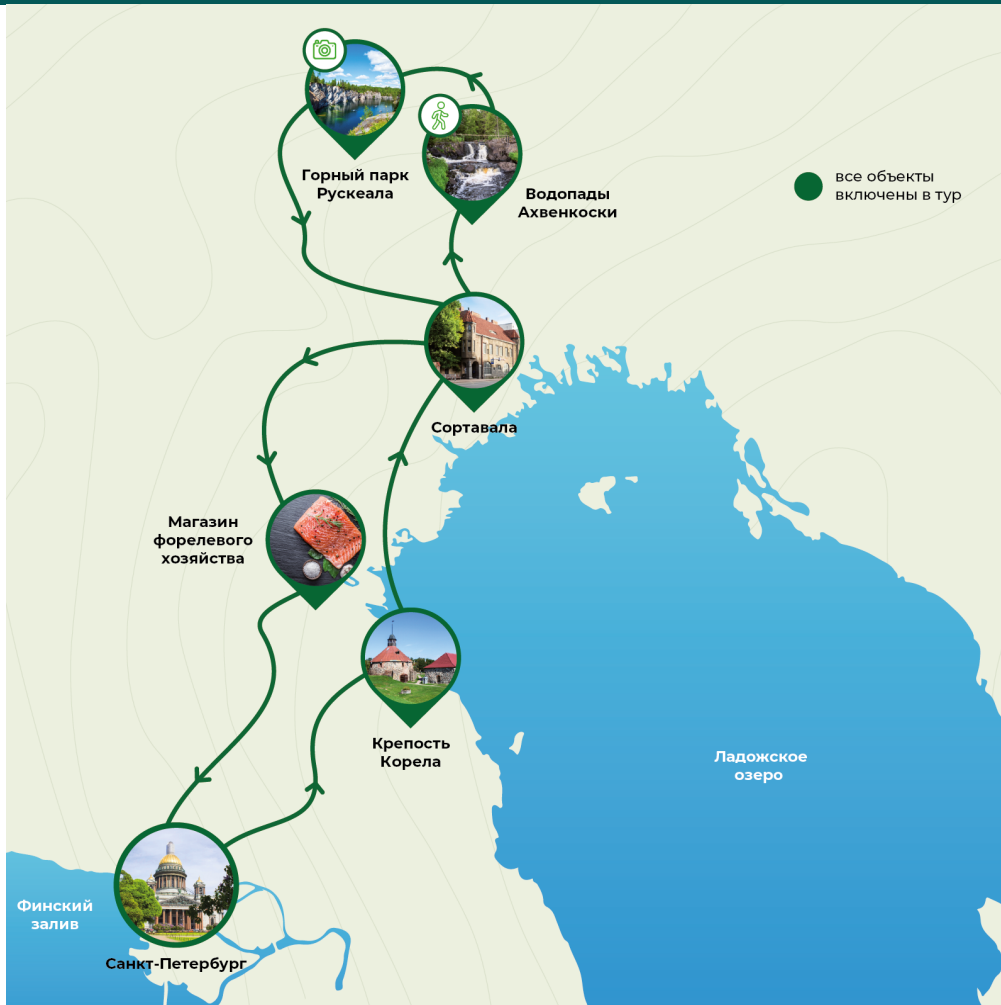 Горный парк
Рускеала
Водопады
Ахвенкоски
все объекты
включены в тур
Сортавала
Магазин
форелевого
хозяйства
Крепость
Корела
Ладожское
озеро
Финский
залив
Санкт-Петербург